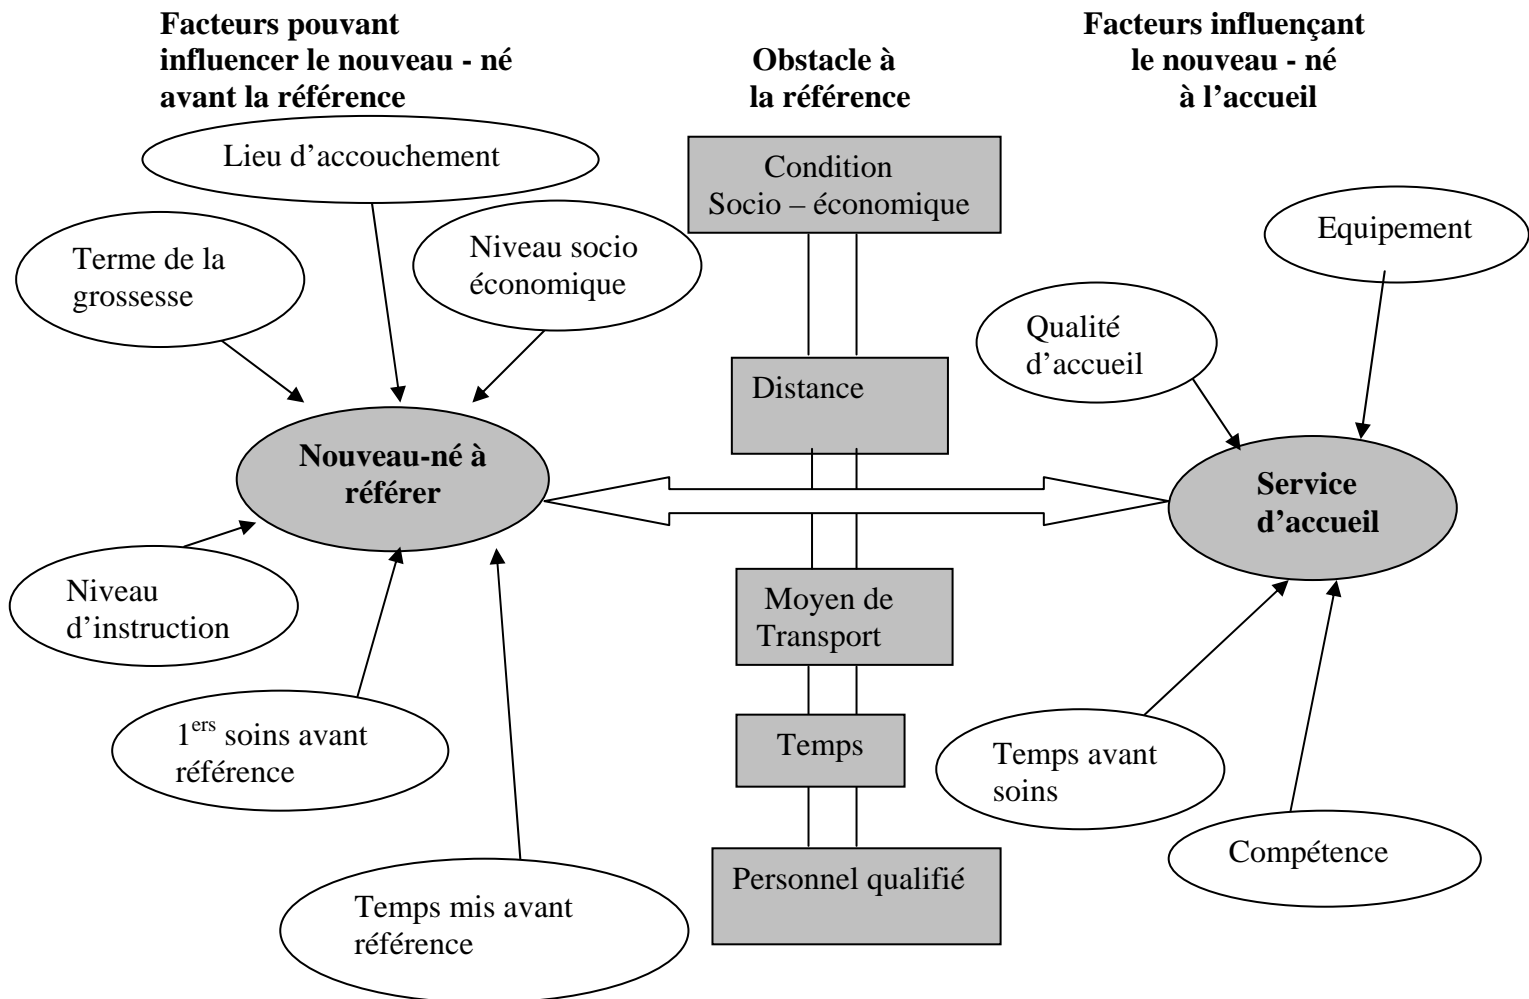 Facteurs pouvant
influencer le nouveau - né
avant la référence
Obstacle à
la référence
Facteurs influençant
le nouveau - né
à l’accueil
Lieu d’accouchement
Terme de la
grossesse
Niveau socio
économique
Nouveau-né à
référer
Niveau
d’instruction
1ers soins avant
référence
Temps mis avant
référence
Condition
Socio – économique
Distance
Moyen de
Transport
Temps
Personnel qualifié
Equipement
Qualité
d’accueil
Service
d’accueil
Temps avant
soins
Compétence